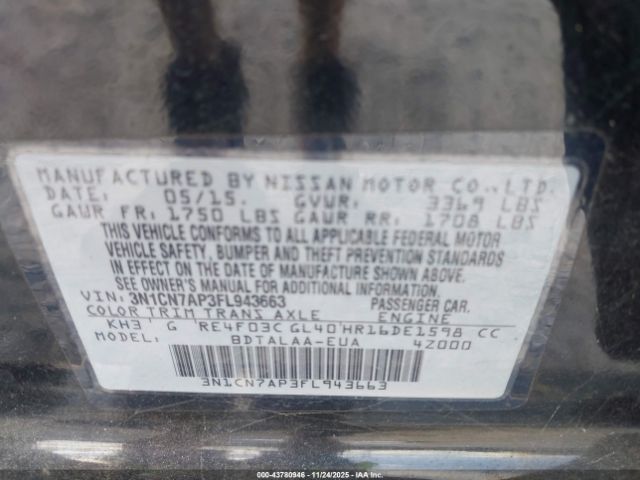 MANUFACTURED BY NISSAN MOTOR CO., LTD.
DATE: 05/15. GVWR: 3369 LBS
GAWR FR: 1750 LBS GAWR RR: 1708 LBS
THIS VEHICLE CONFORMS TO ALL APPLICABLE FEDERAL MOTOR
VEHICLE SAFETY, BUMPER AND THEFT PREVENTION STANDARDS
IN EFFECT ON THE DATE OF MANUFACTURE SHOWN ABOVE.
SEE OWNER'S MANUAL FOR ADDITIONAL INFORMATION.
VIN: 3N1CN7AP3FL943663 PASSENGER CAR.
COLOR TRIM TRANS AXLE ENGINE
KH3 G RE4F03C GL40 HR16DE1598 CC
MODEL: BDTALAA-EUA 42000
3N1CN7AP3FL943663
000-43780946 - 11/24/2025 - IAA Inc.